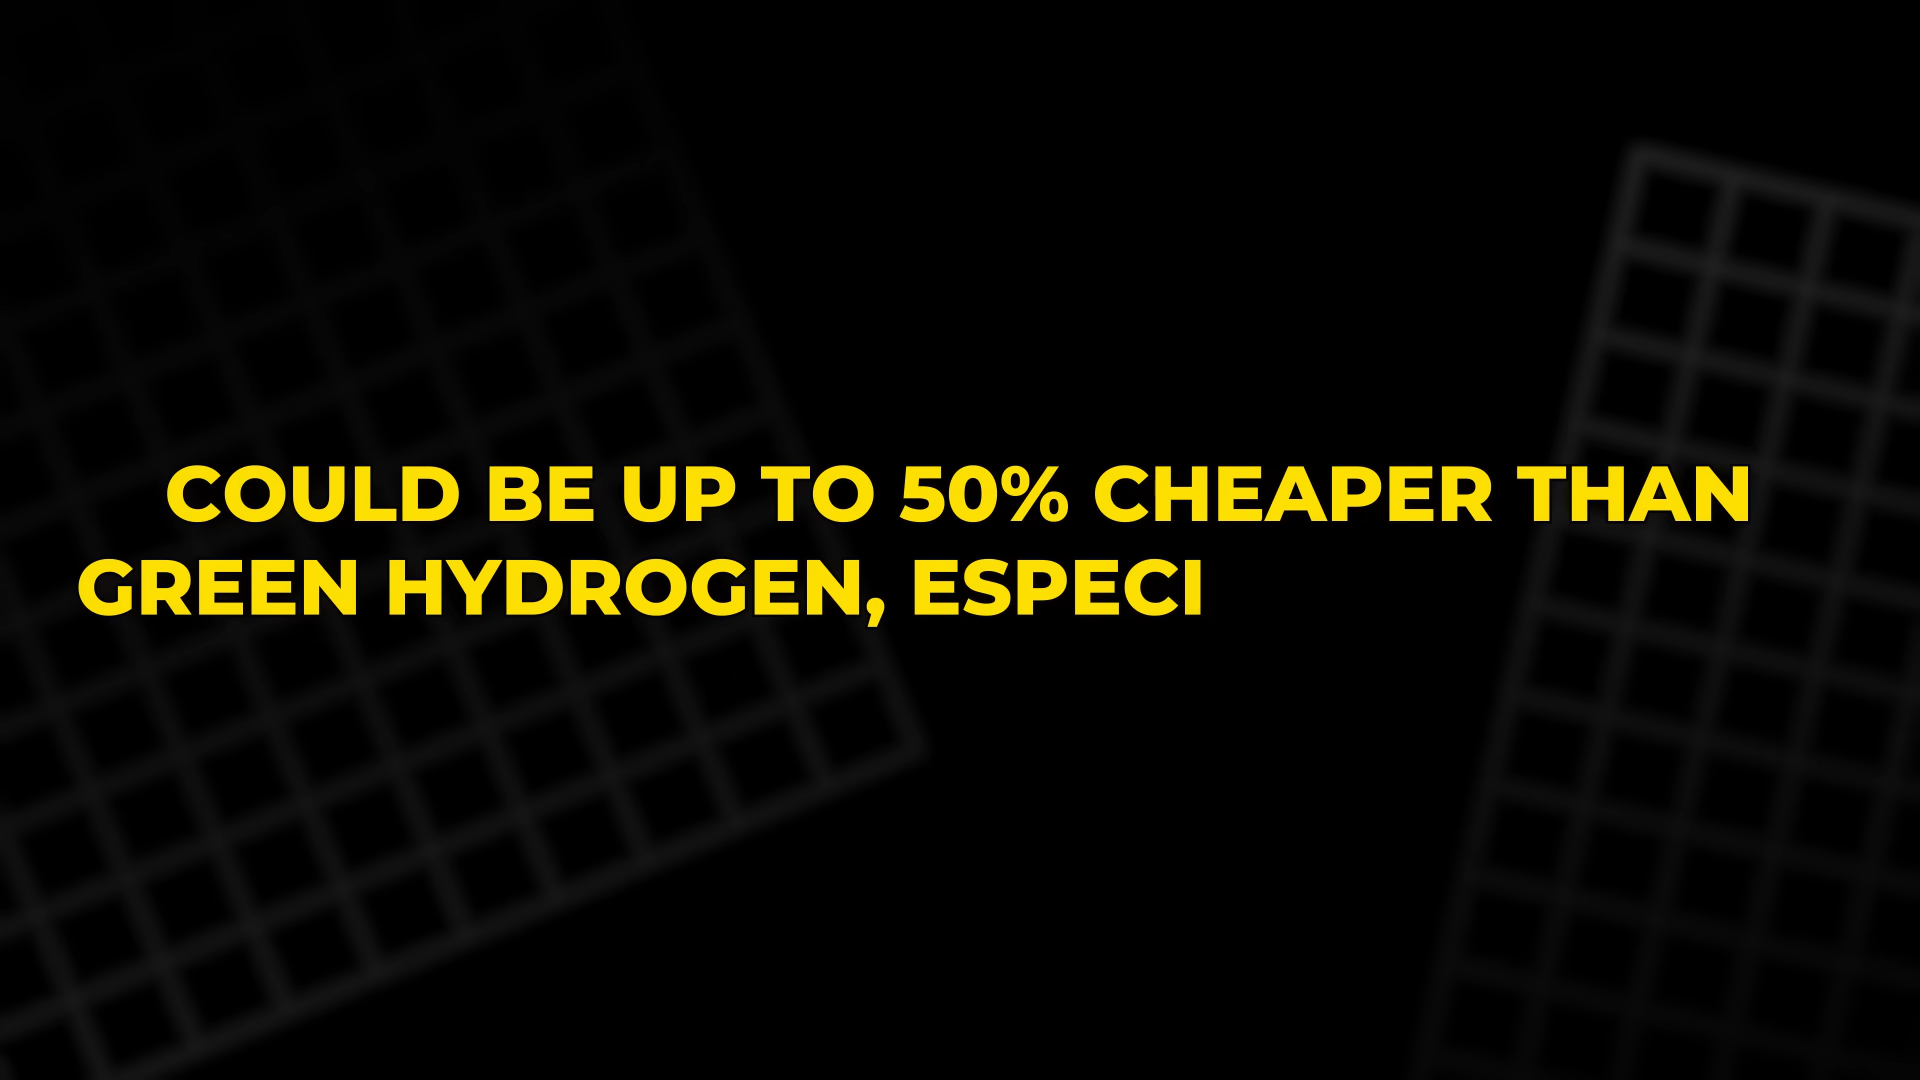 COULD BE UP TO 50% CHEAPER THAN
GREEN HYDROGEN, ESPECI